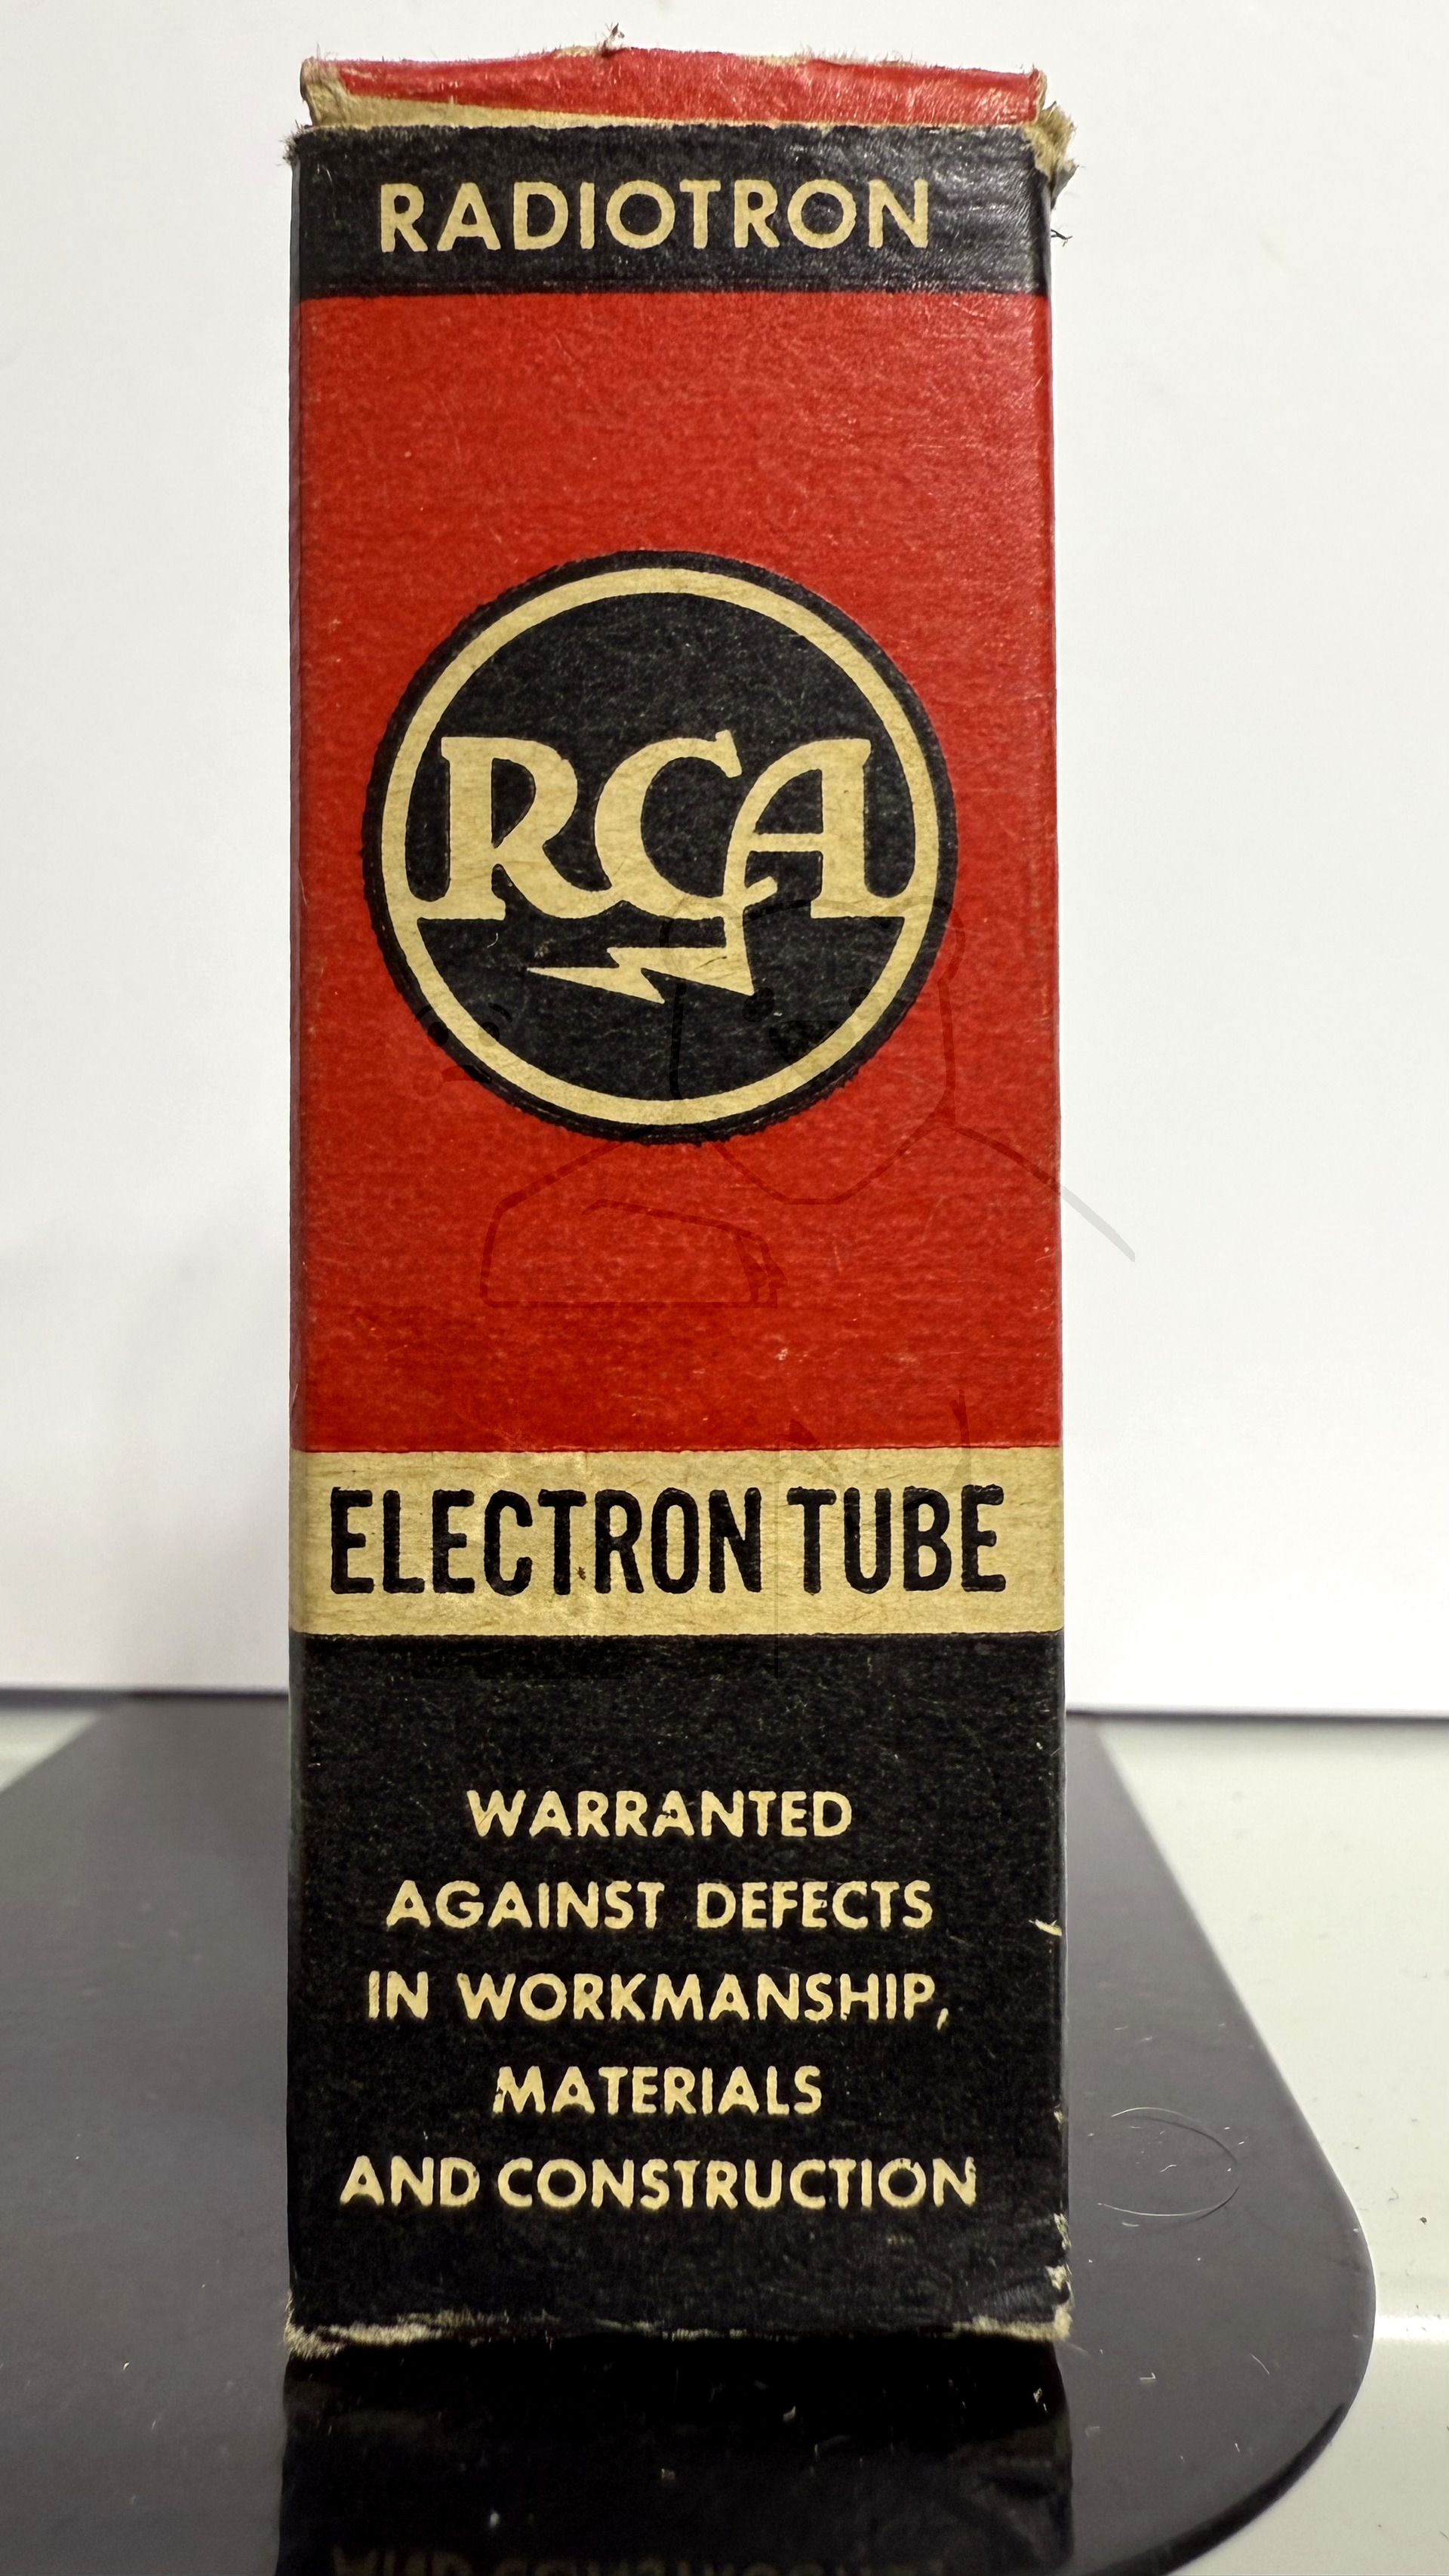 RADIOTRON
RCA
ELECTRON TUBE
WARRANTED
AGAINST DEFECTS
IN WORKMANSHIP,
MATERIALS
AND CONSTRUCTION